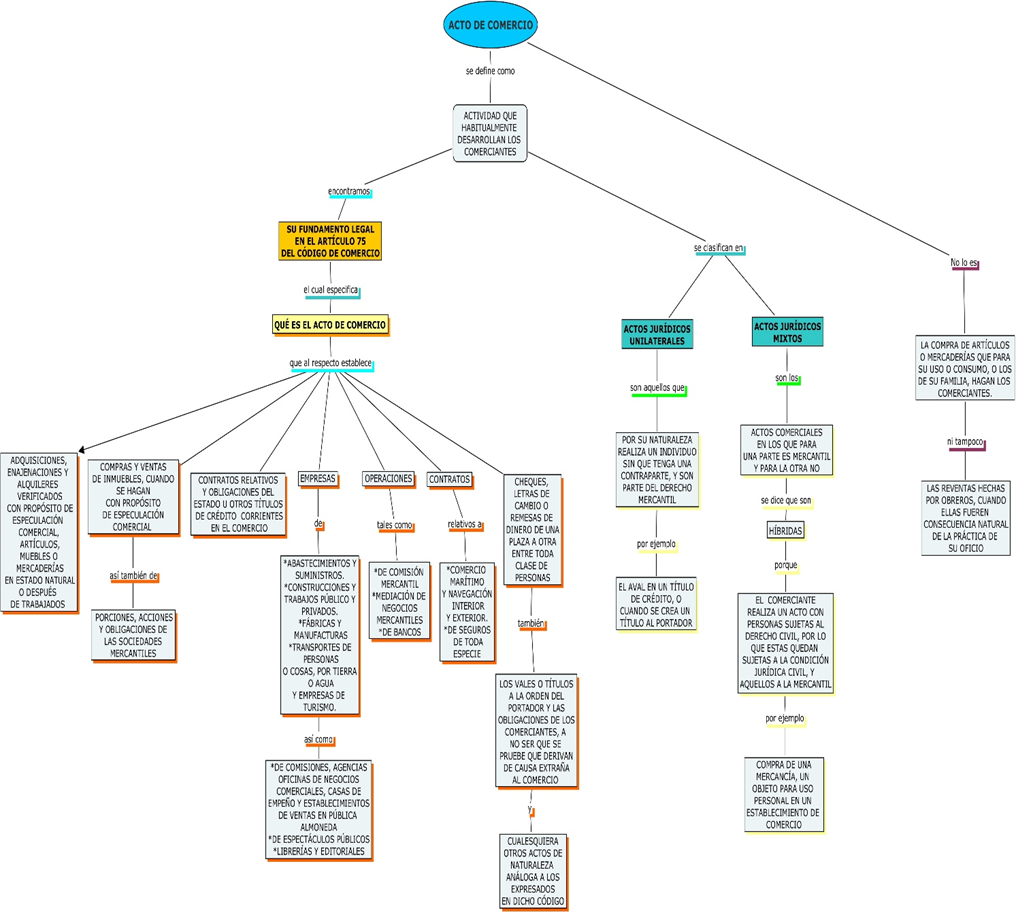 ACTO DE COMERCIO
se define como
ACTIVIDAD QUE
HABITUALMENTE
DESARROLLAN LOS
COMERCIANTES
encontramos
SU FUNDAMENTO LEGAL
EN EL ARTÍCULO 75
DEL CÓDIGO DE COMERCIO
el cual especifica
QUÉ ES EL ACTO DE COMERCIO
que al respecto establece
ADQUISICIONES,
ENAJENACIONES Y
ALQUILERES
VERIFICADOS
CON PROPÓSITO DE
ESPECULACIÓN
COMERCIAL,
ARTÍCULOS,
MUEBLES O
MERCADERÍAS
EN ESTADO NATURAL
O DESPUÉS
DE TRABAJADOS
COMPRAS Y VENTAS
DE INMUEBLES, CUANDO
SE HAGAN
CON PROPÓSITO
DE ESPECULACIÓN
COMERCIAL
así también de
PORCIONES, ACCIONES
Y OBLIGACIONES DE
LAS SOCIEDADES
MERCANTILES
CONTRATOS RELATIVOS
Y OBLIGACIONES DEL
ESTADO U OTROS TÍTULOS
DE CRÉDITO CORRIENTES
EN EL COMERCIO
EMPRESAS
de
*ABASTECIMIENTOS Y
SUMINISTROS.
*CONSTRUCCIONES Y
TRABAJOS PÚBLICO Y
PRIVADOS.
*FÁBRICAS Y
MANUFACTURAS
*TRANSPORTES DE
PERSONAS
O COSAS, POR TIERRA
O AGUA
Y EMPRESAS DE
TURISMO.
así como
*DE COMISIONES, AGENCIAS
OFICINAS DE NEGOCIOS
COMERCIALES, CASAS DE
EMPEÑO Y ESTABLECIMIENTOS
DE VENTAS EN PÚBLICA
ALMONEDA
*DE ESPECTÁCULOS PÚBLICOS
*LIBRERÍAS Y EDITORIALES
OPERACIONES
tales como
*DE COMISIÓN
MERCANTIL
*MEDIACIÓN DE
NEGOCIOS
MERCANTILES
*DE BANCOS
CONTRATOS
relativos a
*COMERCIO
MARÍTIMO
Y NAVEGACIÓN
INTERIOR
Y EXTERIOR.
*DE SEGUROS
DE TODA
ESPECIE
CHEQUES,
LETRAS DE
CAMBIO O
REMESAS DE
DINERO DE UNA
PLAZA A OTRA
ENTRE TODA
CLASE DE
PERSONAS
también
LOS VALES O TÍTULOS
A LA ORDEN DEL
PORTADOR Y LAS
OBLIGACIONES DE LOS
COMERCIANTES, A
NO SER QUE SE
PRUEBE QUE DERIVAN
DE CAUSA EXTRAÑA
AL COMERCIO
y
CUALESQUIERA
OTROS ACTOS DE
NATURALEZA
ANÁLOGA A LOS
EXPRESADOS
EN DICHO CÓDIGO
se clasifican en
ACTOS JURÍDICOS
UNILATERALES
son aquellos que
POR SU NATURALEZA
REALIZA UN INDIVIDUO
SIN QUE TENGA UNA
CONTRAPARTE, Y SON
PARTE DEL DERECHO
MERCANTIL
por ejemplo
EL AVAL EN UN TÍTULO
DE CRÉDITO, O
CUANDO SE CREA UN
TÍTULO AL PORTADOR
ACTOS JURÍDICOS
MIXTOS
son los
ACTOS COMERCIALES
EN LOS QUE PARA
UNA PARTE ES MERCANTIL
Y PARA LA OTRA NO
se dice que son
HÍBRIDAS
porque
EL COMERCIANTE
REALIZA UN ACTO CON
PERSONAS SUJETAS AL
DERECHO CIVIL, POR LO
QUE ESTAS QUEDAN
SUJETAS A LA CONDICIÓN
JURÍDICA CIVIL, Y
AQUELLOS A LA MERCANTIL
por ejemplo
COMPRA DE UNA
MERCANCÍA, UN
OBJETO PARA USO
PERSONAL EN UN
ESTABLECIMIENTO DE
COMERCIO
No lo es
LA COMPRA DE ARTÍCULOS
O MERCADERÍAS QUE PARA
SU USO O CONSUMO, O LOS
DE SU FAMILIA, HAGAN LOS
COMERCIANTES.
ni tampoco
LAS REVENTAS HECHAS
POR OBREROS, CUANDO
ELLAS FUEREN
CONSECUENCIA NATURAL
DE LA PRÁCTICA DE
SU OFICIO